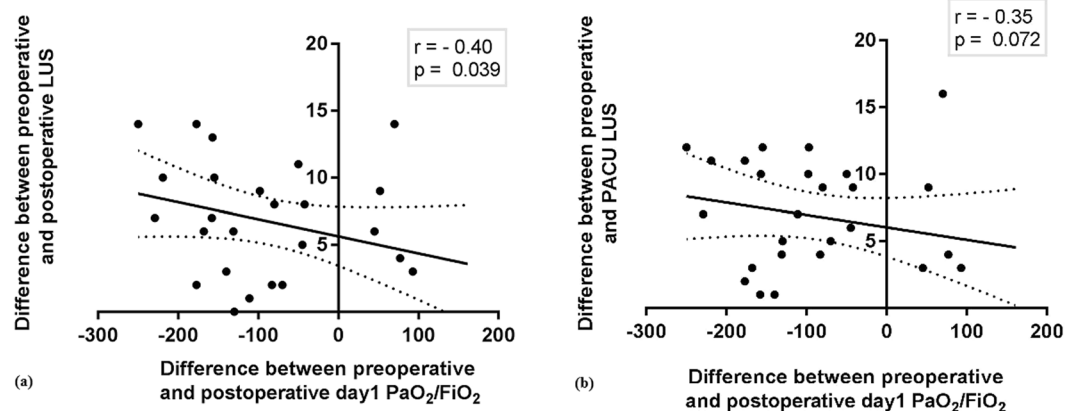 Difference between preoperative
and postoperative LUS
20
15
10
5
-300
-200
-100
0
100
200
r = - 0.40
p = 0.039
Difference between preoperative
and postoperative day1 PaO₂/FiO₂
(a)
Difference between preoperative
and PACU LUS
20
15
10
5
-300
-200
-100
0
100
200
r = - 0.35
p = 0.072
Difference between preoperative
and postoperative day1 PaO₂/FiO₂
(b)